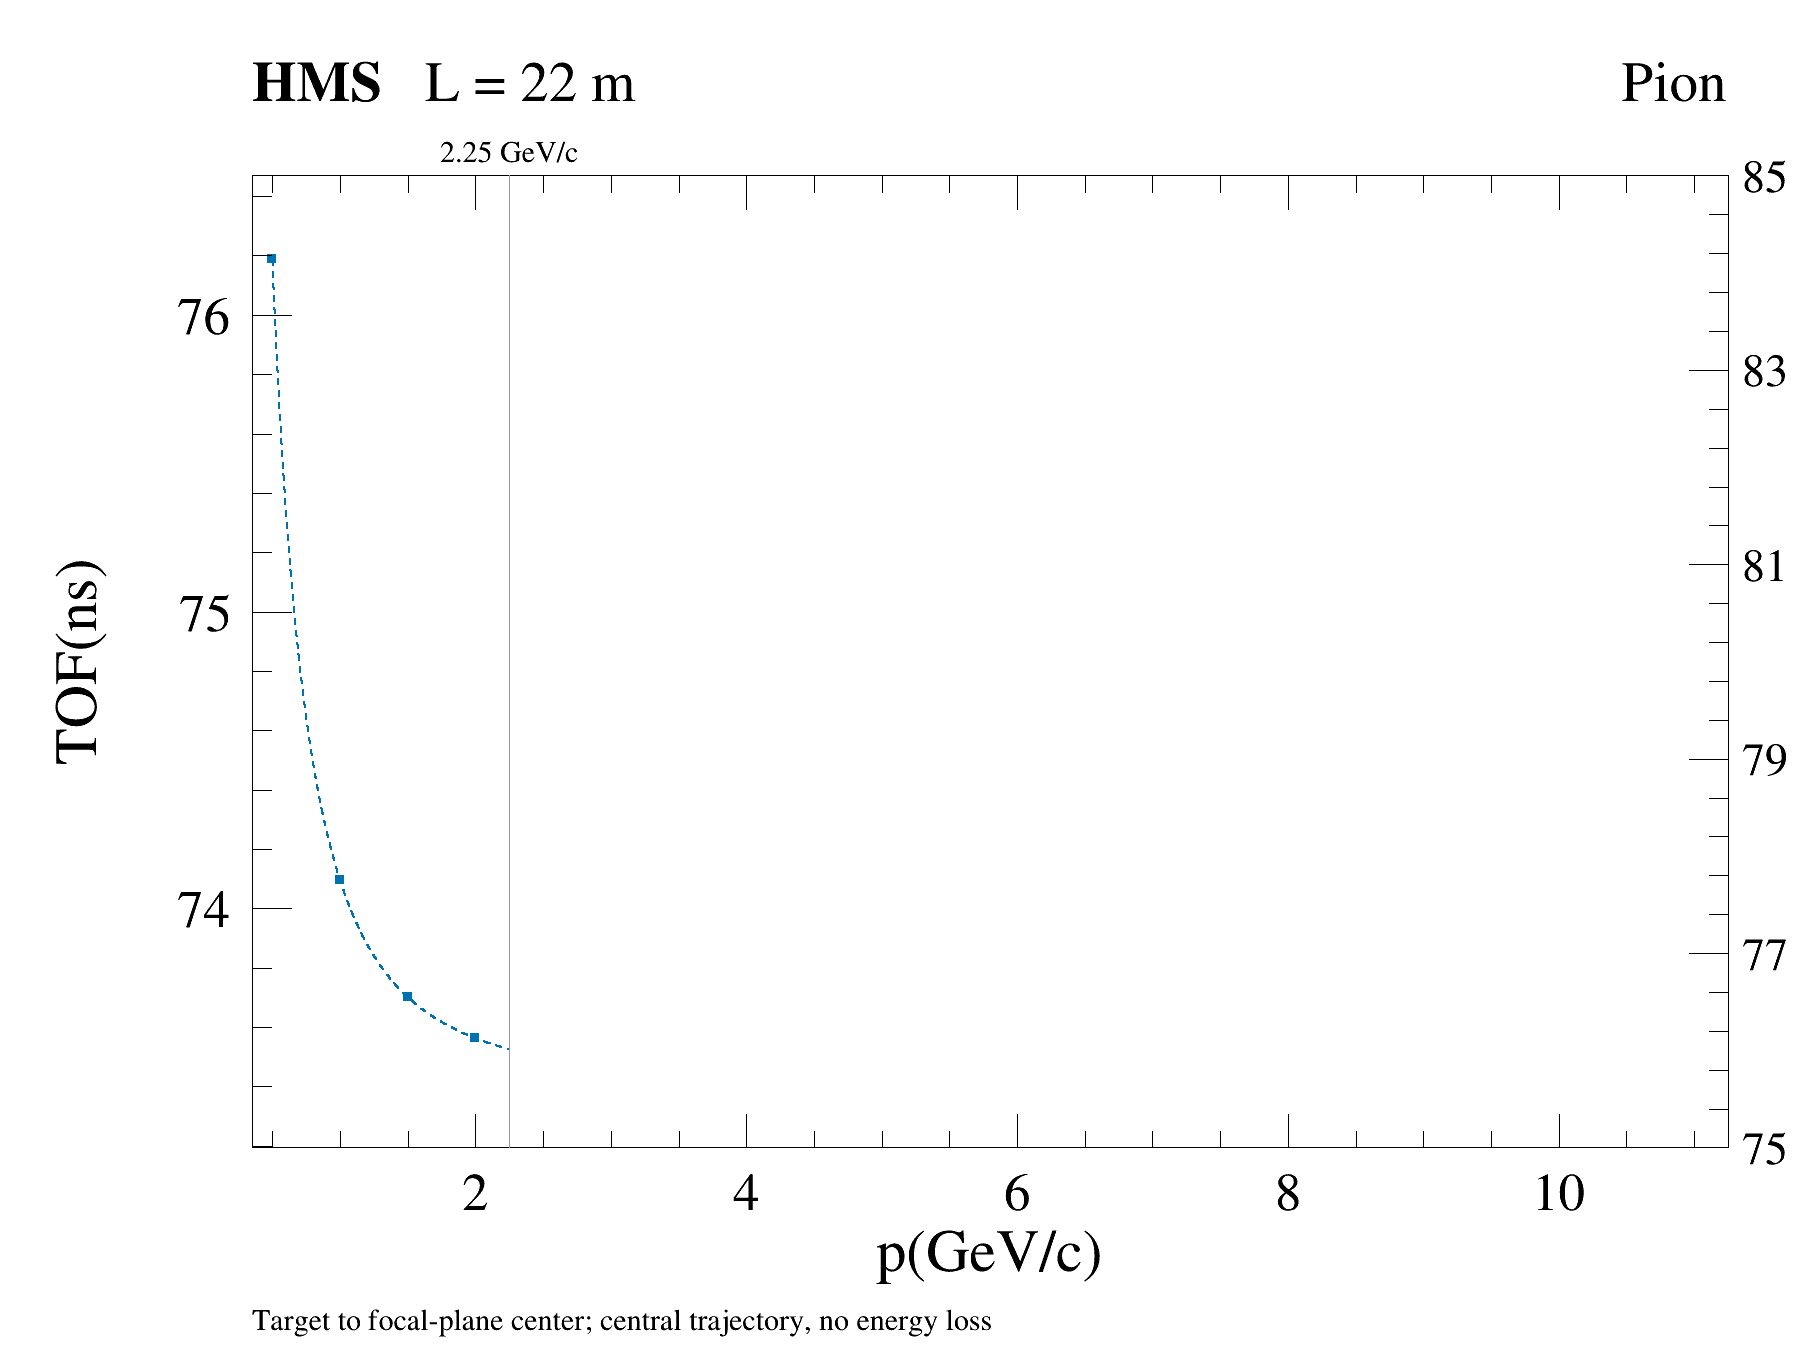 HMS L = 22 m
Pion
2.25 GeV/c
76
75
74
TOF(ns)
85
83
81
79
77
75
2 4 6 8 10
p(GeV/c)
Target to focal-plane center; central trajectory, no energy loss